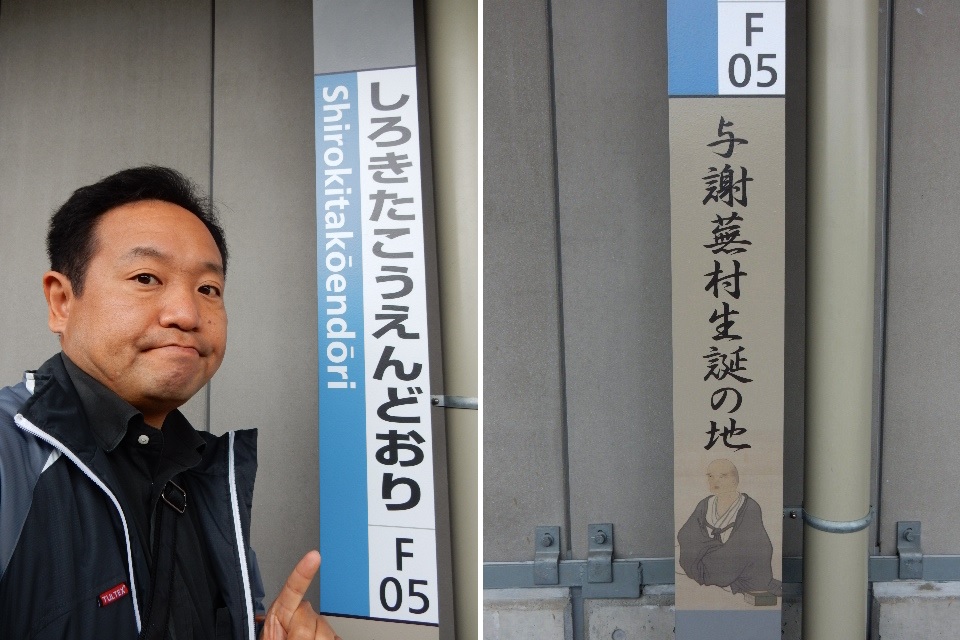 しろきたこうえんどおり
Shirokitakōendōri
F
05
TULTEX
F
05
与謝蕪村生誕の地